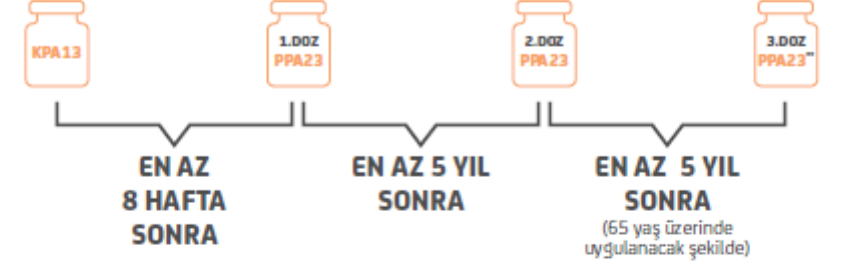 KPA13
1.DOZ
PPA23
2.DOZ
PPA23
3.DOZ
PPA23**
EN AZ
8 HAFTA
SONRA
EN AZ 5 YIL
SONRA
EN AZ 5 YIL
SONRA
(65 yaş üzerinde
uygulanacak şekilde)